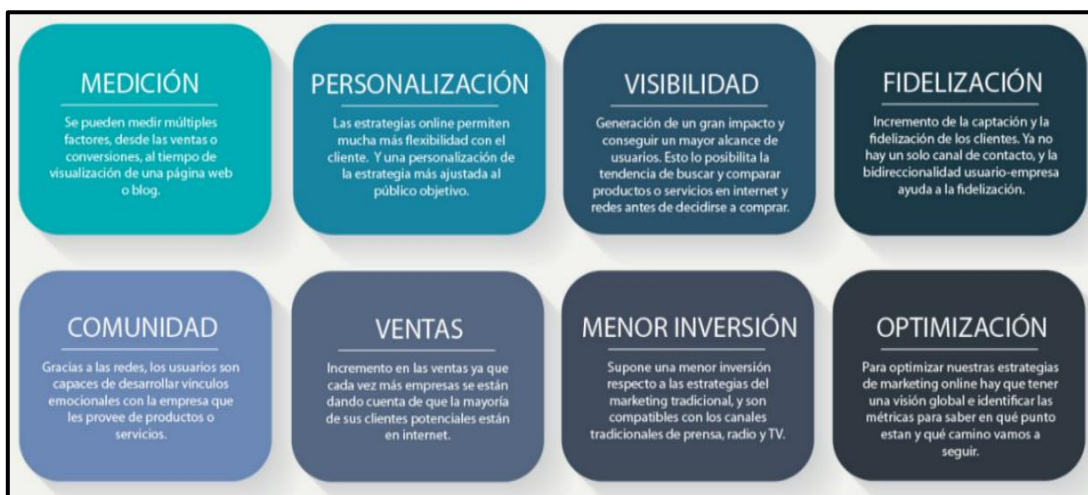 MEDICIÓN
Se pueden medir múltiples
factores, desde las ventas o
conversiones, al tiempo de
visualización de una página web
o blog.
PERSONALIZACIÓN
Las estrategias online permiten
mucha más flexibilidad con el
cliente. Y una personalización de
la estrategia más ajustada al
público objetivo.
VISIBILIDAD
Generación de un gran impacto y
conseguir un mayor alcance de
usuarios. Esto lo posibilita la
tendencia de buscar y comparar
productos o servicios en internet y
redes antes de decidirse a comprar.
FIDELIZACIÓN
Incremento de la captación y la
fidelización de los clientes. Ya no
hay un solo canal de contacto, y la
bidireccionalidad usuario-empresa
ayuda a la fidelización.
COMUNIDAD
Gracias a las redes, los usuarios son
capaces de desarrollar vínculos
emocionales con la empresa que
les provee de productos o
servicios.
VENTAS
Incremento en las ventas ya que
cada vez más empresas se están
dando cuenta de que la mayoría
de sus clientes potenciales están
en internet.
MENOR INVERSIÓN
Supone una menor inversión
respecto a las estrategias del
marketing tradicional, y son
compatibles con los canales
tradicionales de prensa, radio y TV.
OPTIMIZACIÓN
Para optimizar nuestras estrategias
de marketing online hay que tener
una visión global e identificar las
métricas para saber en qué punto
estan y qué camino vamos a
seguir.